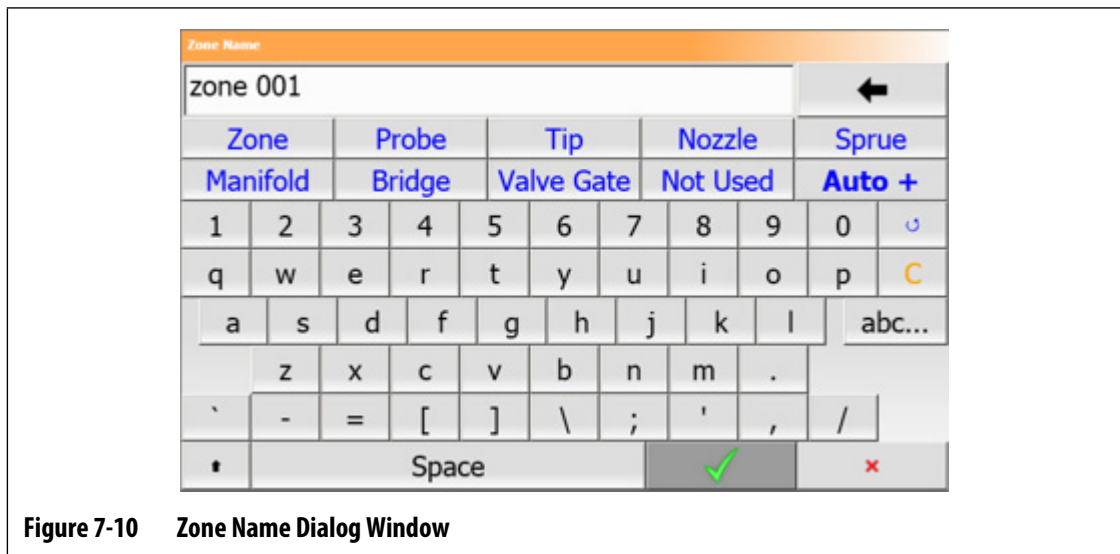 Zone Name
zone 001
Zone Probe Tip Nozzle Sprue
Manifold Bridge Valve Gate Not Used Auto +
1 2 3 4 5 6 7 8 9 0
q w e r t y u i o p C
a s d f g h j k l abc...
z x c v b n m .
` - = [ ] \ ; ' , /
Space
Figure 7-10 Zone Name Dialog Window